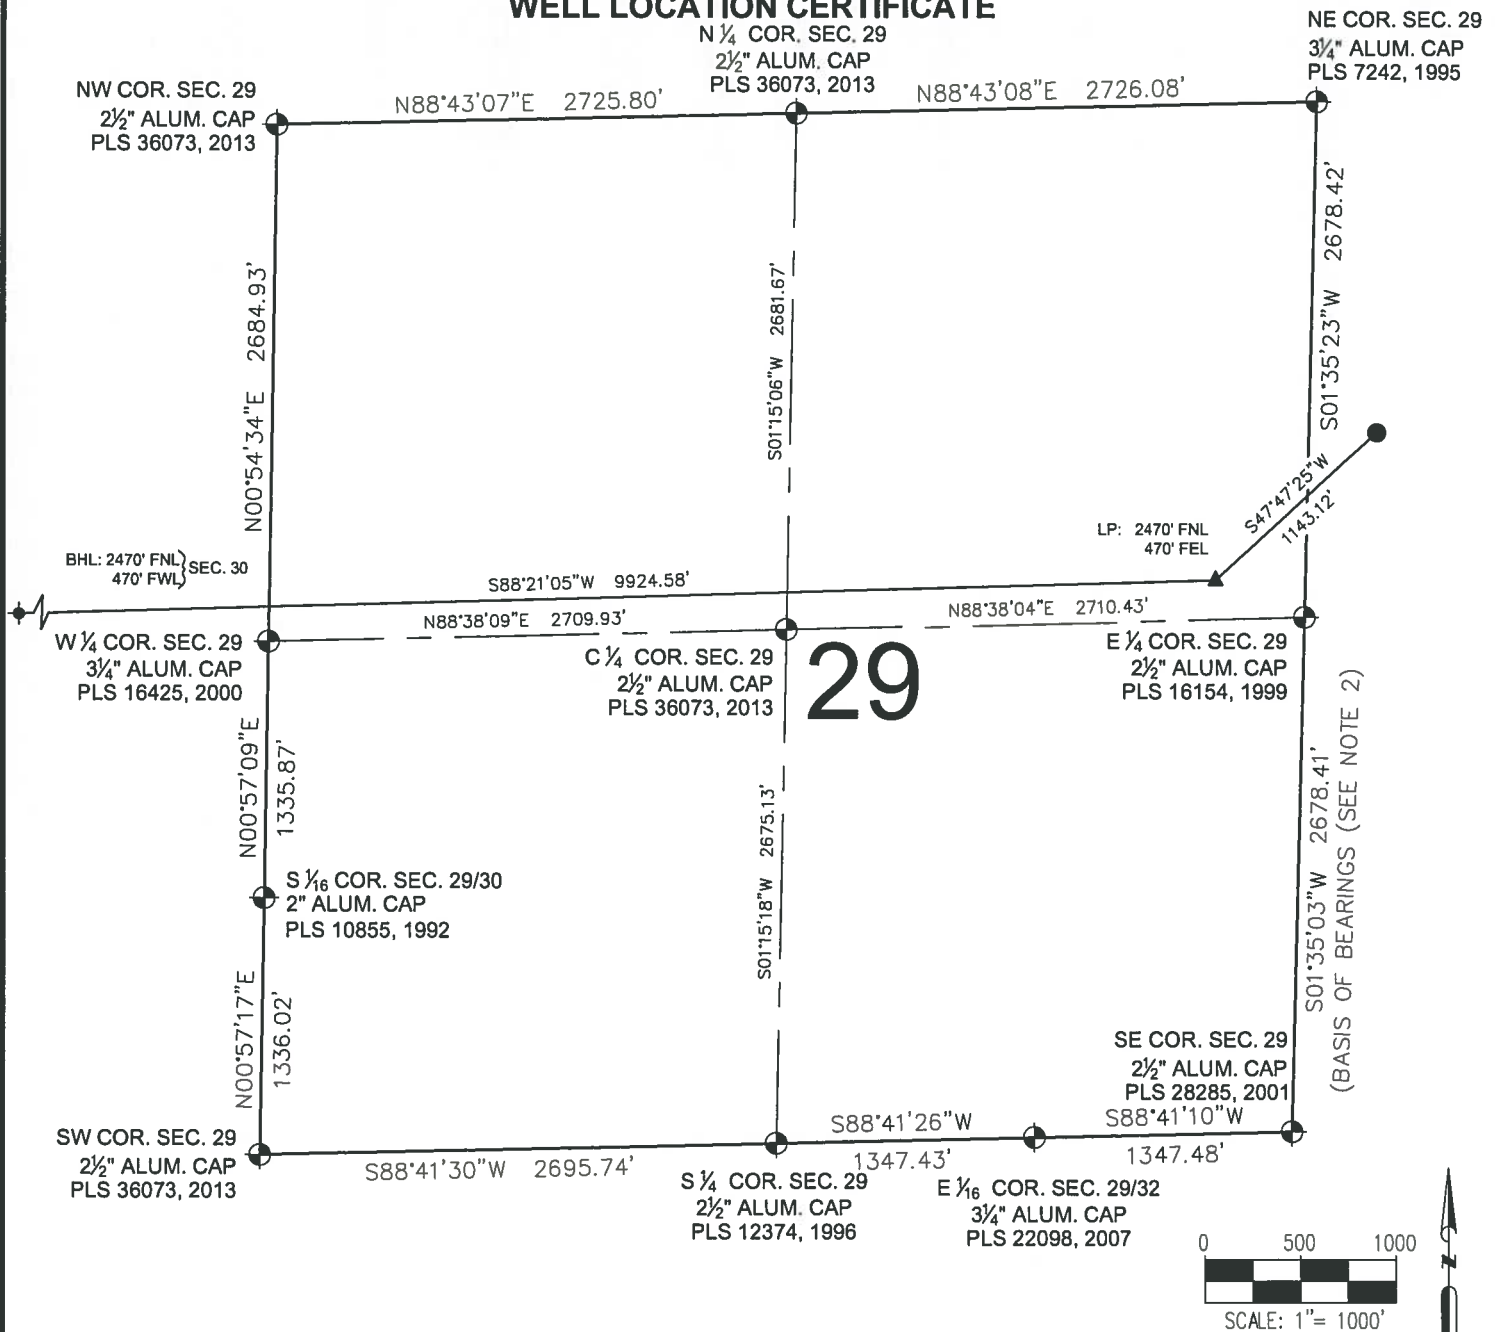 WELL LOCATION CERTIFICATE
N ¼ COR. SEC. 29
2½" ALUM. CAP
PLS 36073, 2013
NE COR. SEC. 29
3¼" ALUM. CAP
PLS 7242, 1995
NW COR. SEC. 29
2½" ALUM. CAP
PLS 36073, 2013
N88°43'07"E 2725.80'
N88°43'08"E 2726.08'
N00°54'34"E 2684.93'
S01°15'06"W 2681.67'
S01°35'23"W 2678.42'
S47°47'25"W
1143.12'
LP: 2470' FNL
470' FEL
BHL: 2470' FNL
470' FWL
SEC. 30
S88°21'05"W 9924.58'
N88°38'09"E 2709.93'
N88°38'04"E 2710.43'
W ¼ COR. SEC. 29
3¼" ALUM. CAP
PLS 16425, 2000
C ¼ COR. SEC. 29
2½" ALUM. CAP
PLS 36073, 2013
29
E ¼ COR. SEC. 29
2½" ALUM. CAP
PLS 16154, 1999
N00°57'09"E
1335.87'
S 1/16 COR. SEC. 29/30
2" ALUM. CAP
PLS 10855, 1992
S01°15'18"W 2675.13'
S01°35'03"W 2678.41'
(BASIS OF BEARINGS (SEE NOTE 2)
N00°57'17"E
1336.02'
SE COR. SEC. 29
2½" ALUM. CAP
PLS 28285, 2001
SW COR. SEC. 29
2½" ALUM. CAP
PLS 36073, 2013
S88°41'30"W 2695.74'
S88°41'26"W
1347.43'
S88°41'10"W
1347.48'
S ¼ COR. SEC. 29
2½" ALUM. CAP
PLS 12374, 1996
E 1/16 COR. SEC. 29/32
3¼" ALUM. CAP
PLS 22098, 2007
0 500 1000
SCALE: 1"= 1000'
N